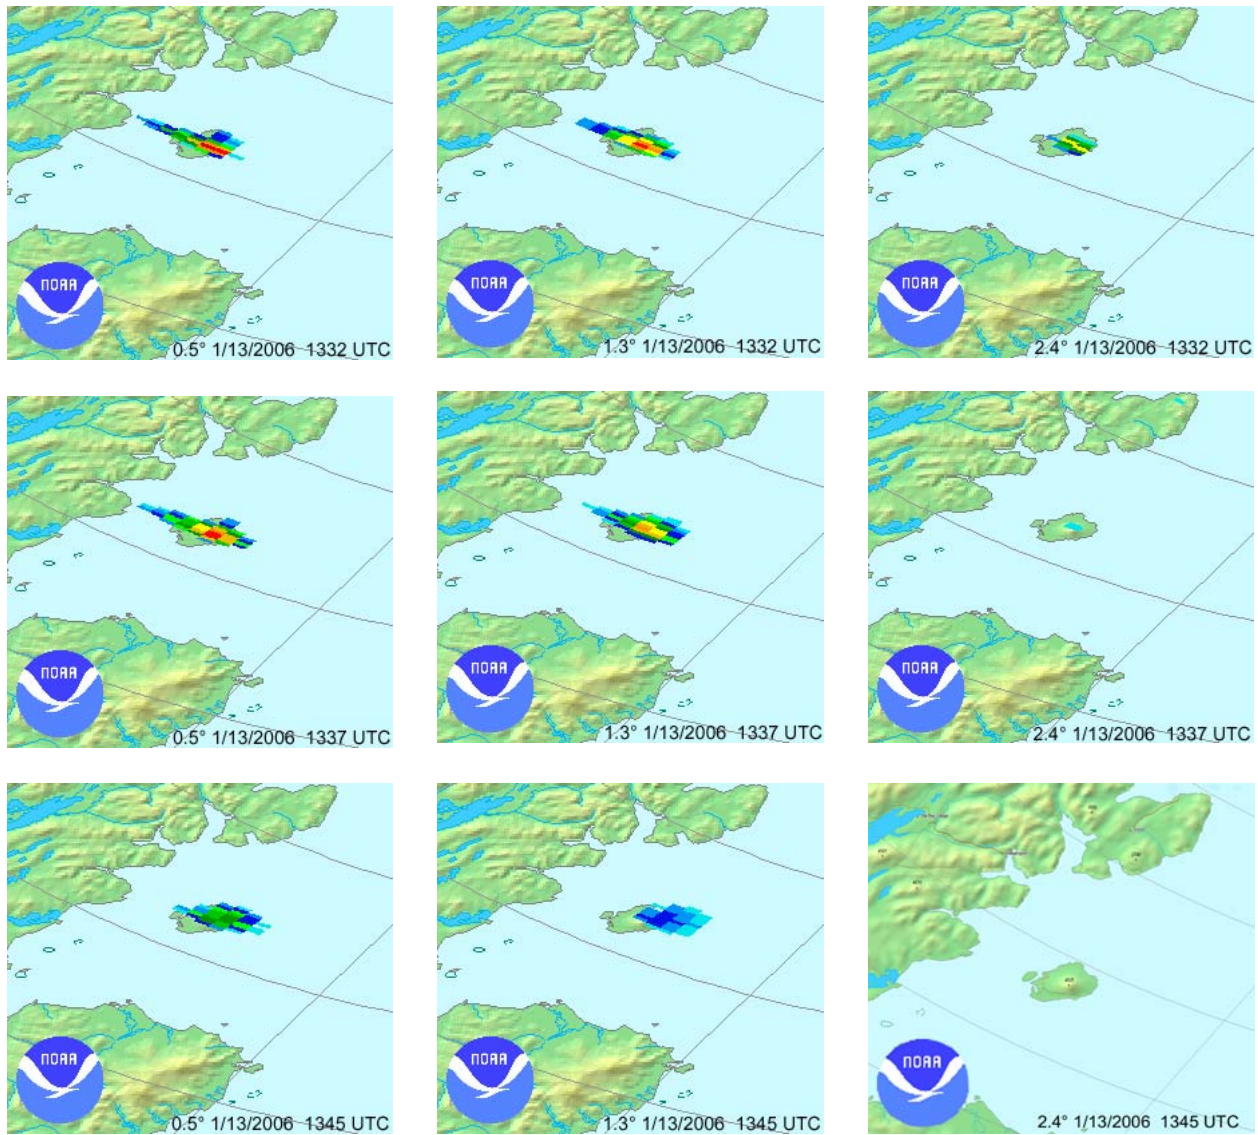 NOAA
0.5° 1/13/2006 1332 UTC
NOAA
1.3° 1/13/2006 1332 UTC
NOAA
2.4° 1/13/2006 1332 UTC
NOAA
0.5° 1/13/2006 1337 UTC
NOAA
1.3° 1/13/2006 1337 UTC
NOAA
2.4° 1/13/2006 1337 UTC
NOAA
0.5° 1/13/2006 1345 UTC
NOAA
1.3° 1/13/2006 1345 UTC
NOAA
2.4° 1/13/2006 1345 UTC